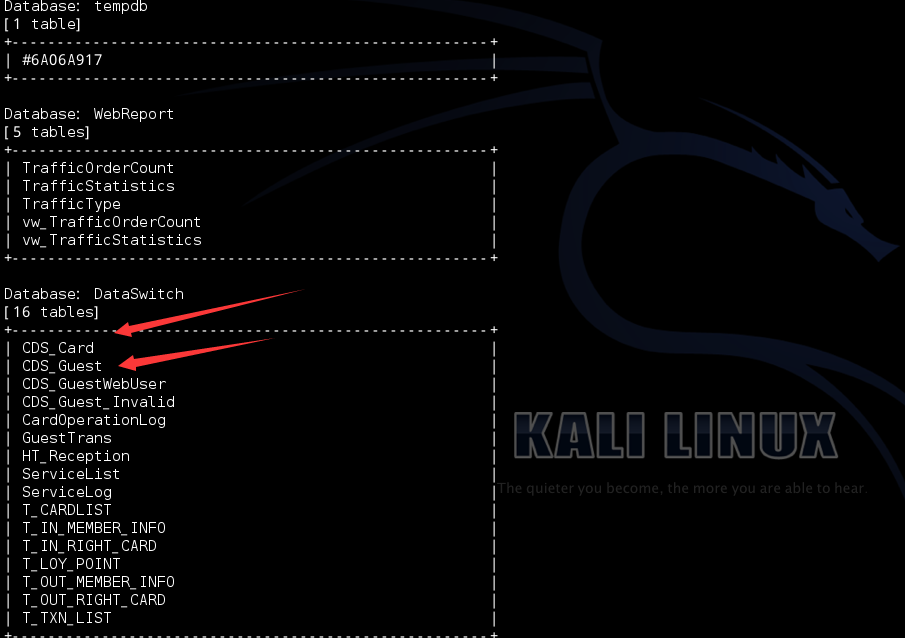 Database: tempdb
[1 table]
+-----------------------------------------------------+
| #6A06A917 |
+-----------------------------------------------------+
Database: WebReport
[5 tables]
+-----------------------------------------------------+
| TrafficOrderCount |
| TrafficStatistics |
| TrafficType |
| vw_TrafficOrderCount |
| vw_TrafficStatistics |
+-----------------------------------------------------+
Database: DataSwitch
[16 tables]
+-----------------------------------------------------+
| CDS_Card |
| CDS_Guest |
| CDS_GuestWebUser |
| CDS_Guest_Invalid |
| CardOperationLog |
| GuestTrans |
| HT_Reception |
| ServiceList |
| ServiceLog |
| T_CARDLIST |
| T_IN_MEMBER_INFO |
| T_IN_RIGHT_CARD |
| T_LOY_POINT |
| T_OUT_MEMBER_INFO |
| T_OUT_RIGHT_CARD |
| T_TXN_LIST |
+-----------------------------------------------------+
KALI LINUX
The quieter you become, the more you are able to hear.